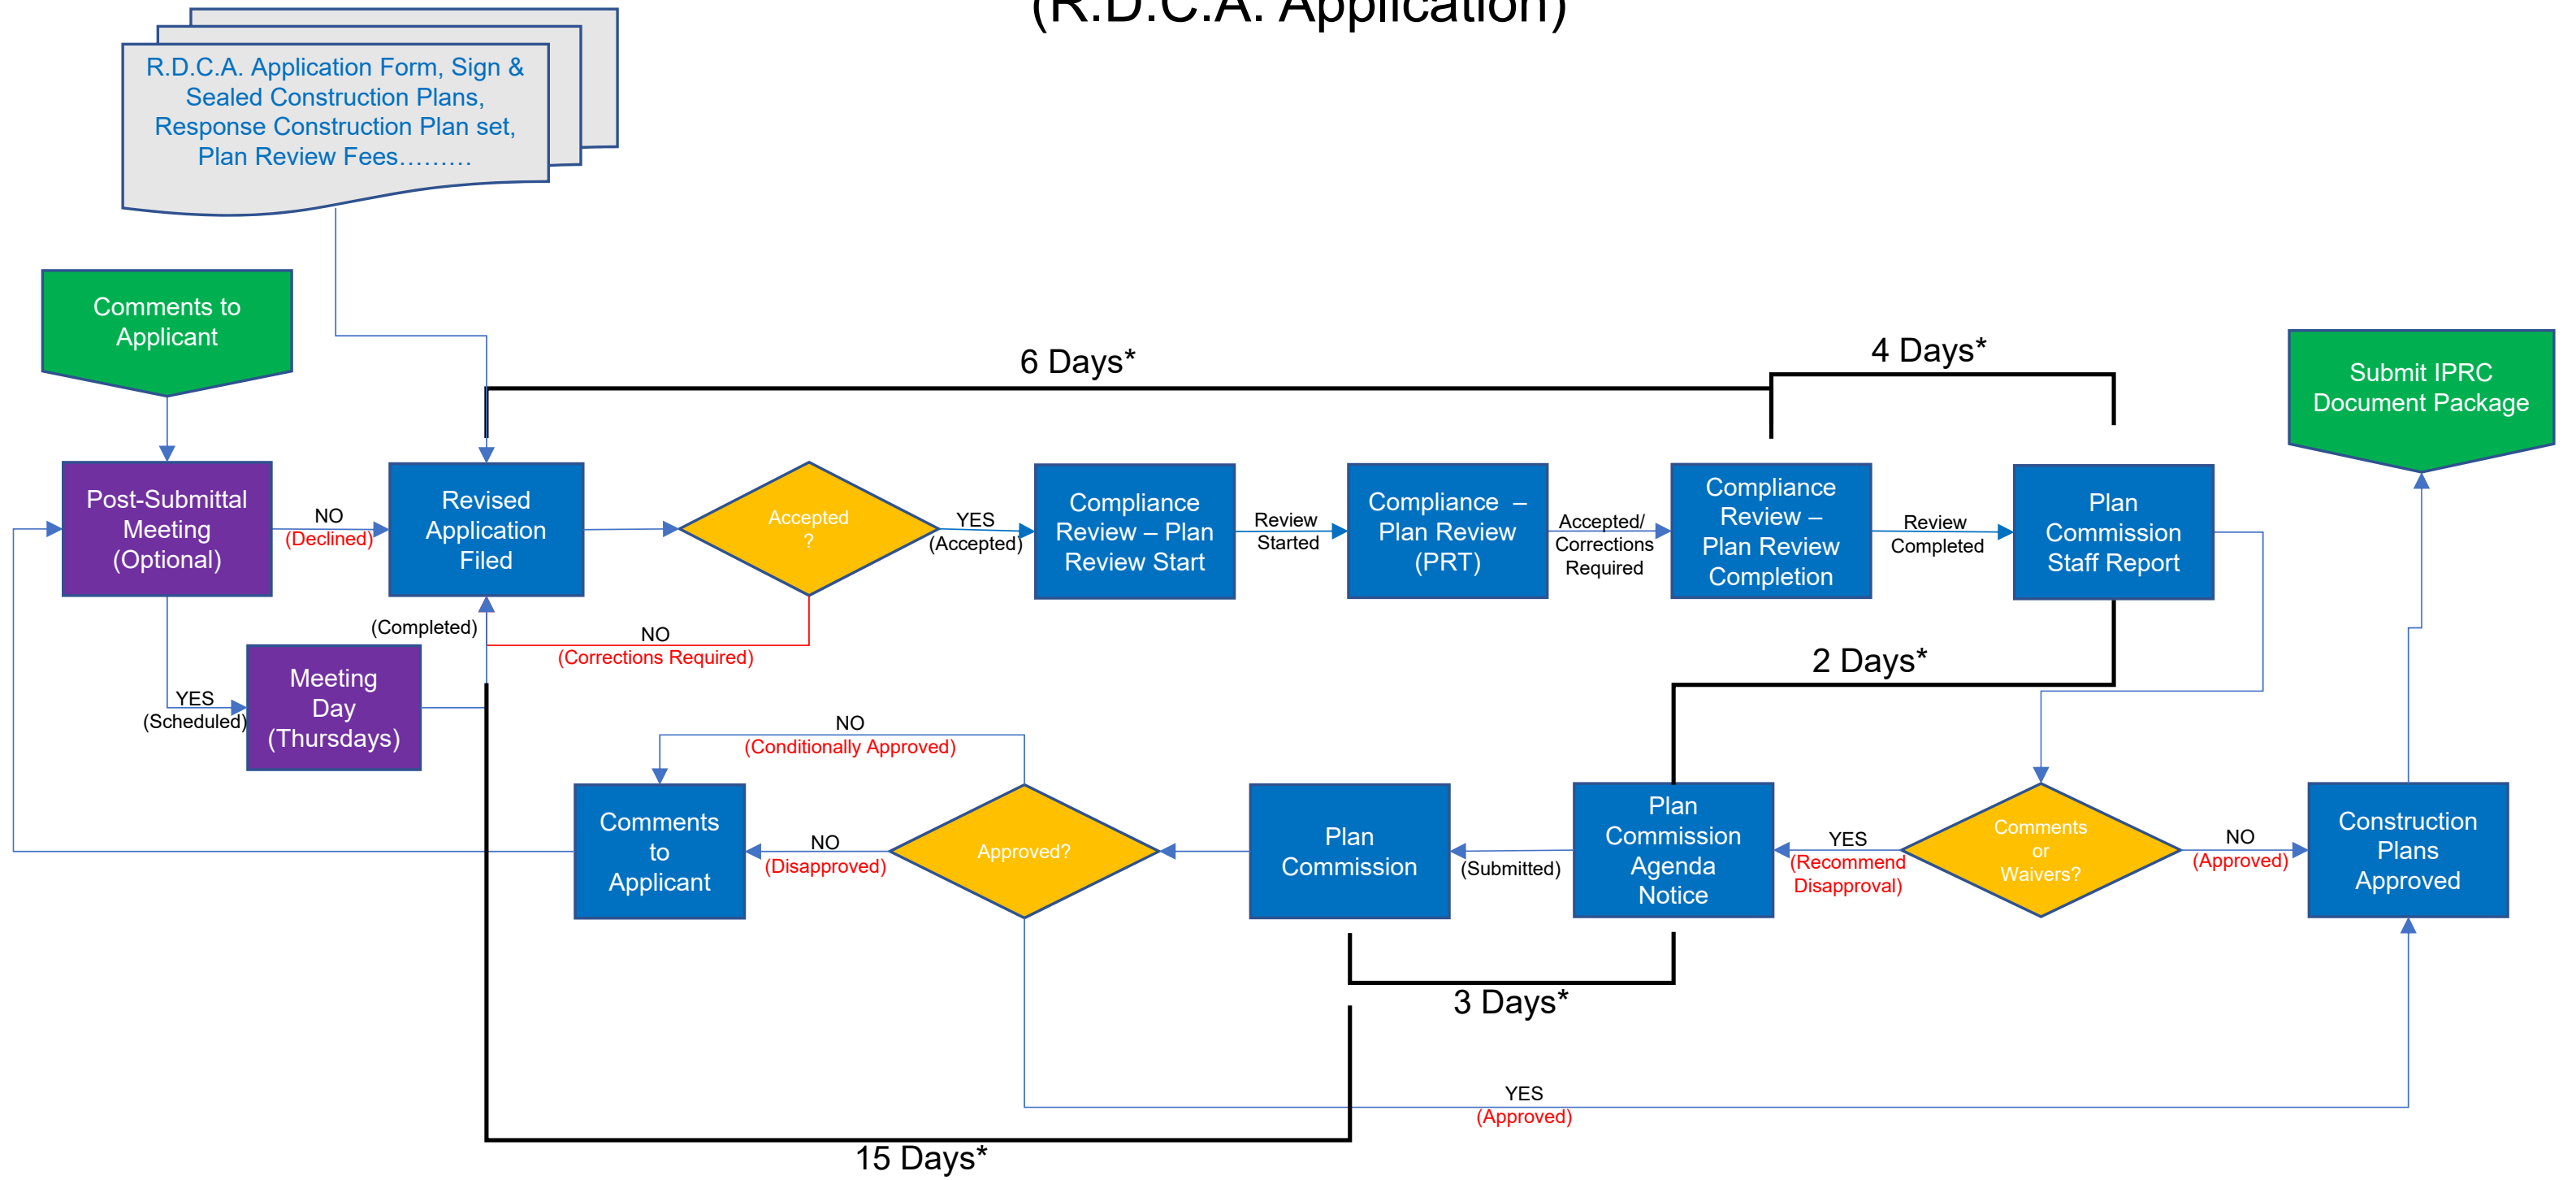 (R.D.C.A. Application)
R.D.C.A. Application Form, Sign &
Sealed Construction Plans,
Response Construction Plan set,
Plan Review Fees………
Comments to
Applicant
6 Days*
4 Days*
Submit IPRC
Document Package
Post-Submittal
Meeting
(Optional)
NO
(Declined)
Revised
Application
Filed
Accepted
?
YES
(Accepted)
Compliance
Review – Plan
Review Start
Review
Started
Compliance –
Plan Review
(PRT)
Accepted/
Corrections
Required
Compliance
Review –
Plan Review
Completion
Review
Completed
Plan
Commission
Staff Report
(Completed)
NO
(Corrections Required)
YES
(Scheduled)
Meeting
Day
(Thursdays)
2 Days*
NO
(Conditionally Approved)
Comments
to
Applicant
NO
(Disapproved)
Approved?
Plan
Commission
(Submitted)
Plan
Commission
Agenda
Notice
YES
(Recommend
Disapproval)
Comments
or
Waivers?
NO
(Approved)
Construction
Plans
Approved
3 Days*
YES
(Approved)
15 Days*